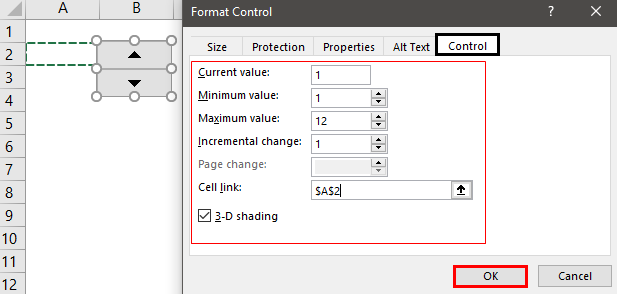 Format Control
A B
1
2
3
4
5
6
7
8
9
10
11
12
Size Protection Properties Alt Text Control
Current value: 1
Minimum value: 1
Maximum value: 12
Incremental change: 1
Page change:
Cell link: $A$2
3-D shading
OK Cancel